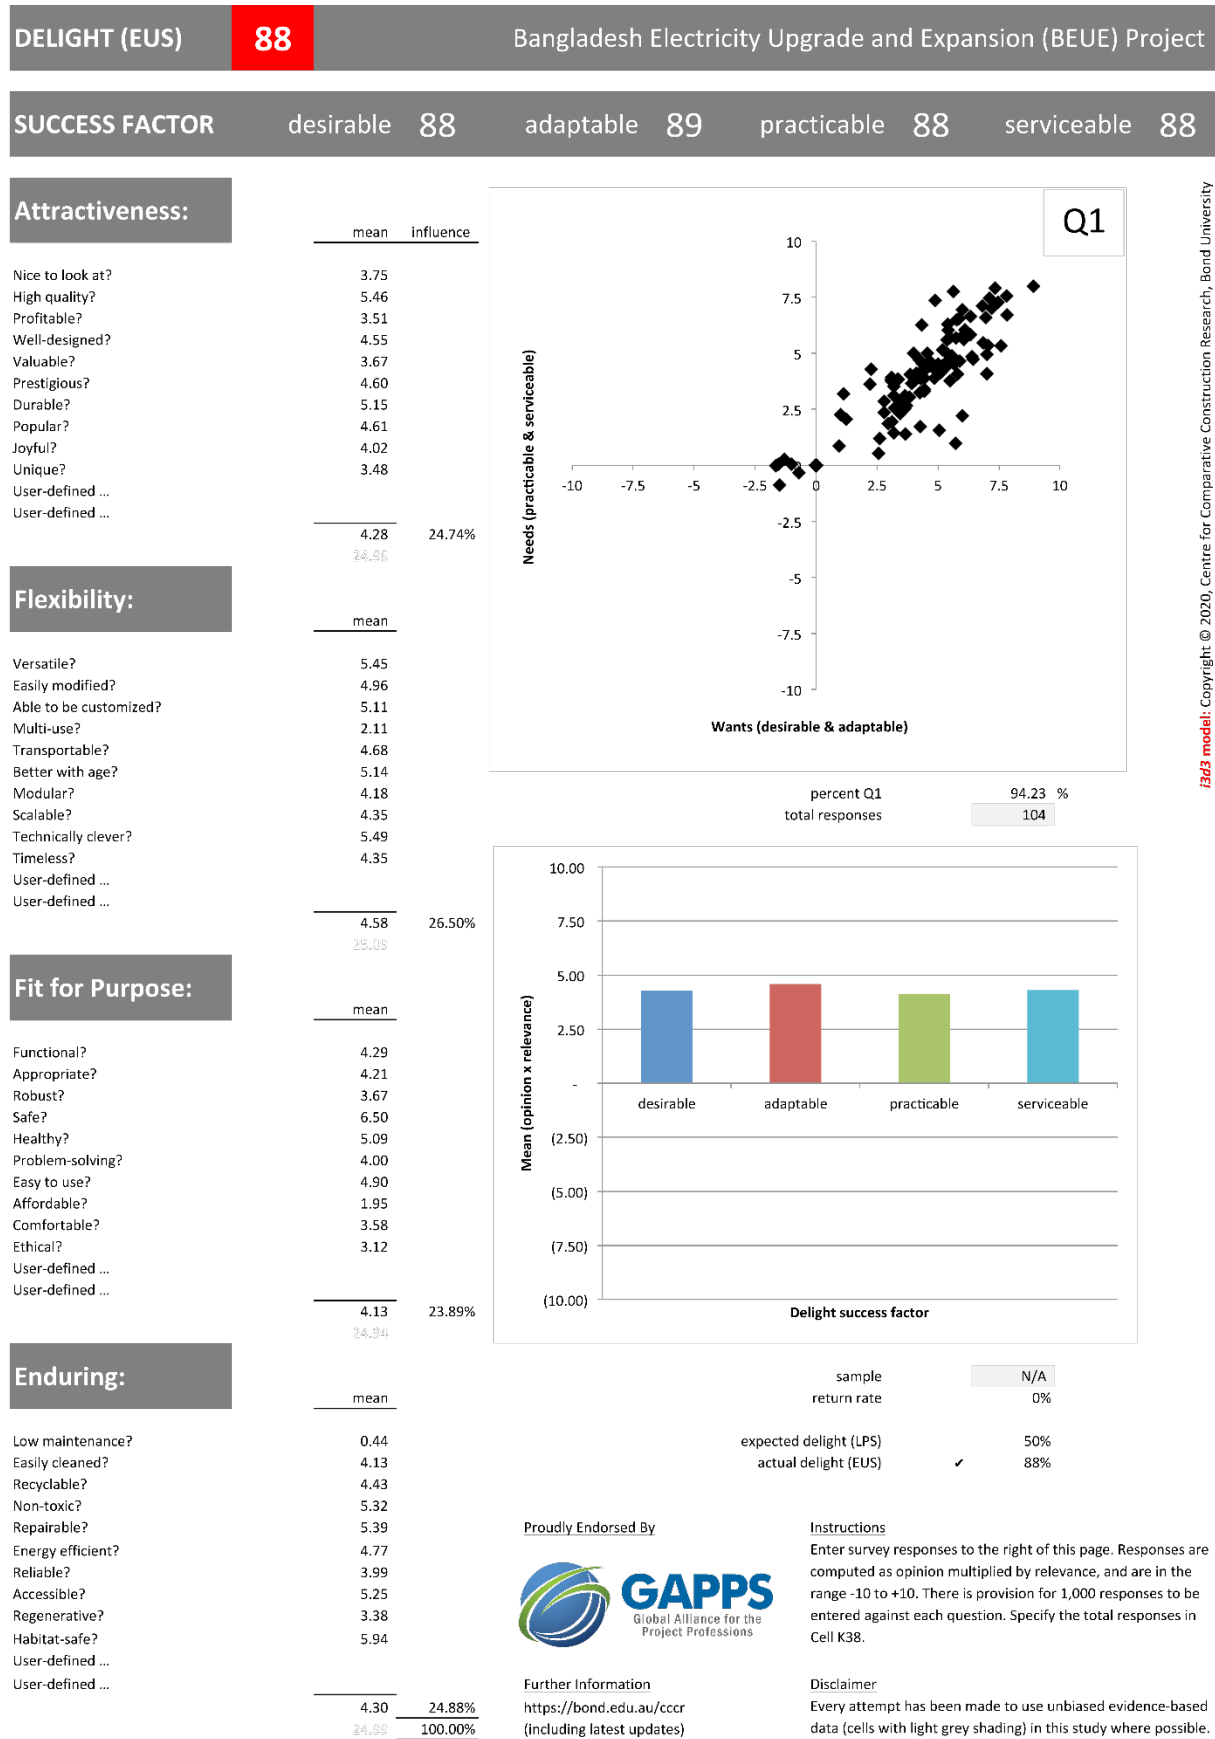 DELIGHT (EUS) 88 Bangladesh Electricity Upgrade and Expansion (BEUE) Project
SUCCESS FACTOR desirable 88 adaptable 89 practicable 88 serviceable 88
Attractiveness:
mean influence
Nice to look at? 3.75
High quality? 5.46
Profitable? 3.51
Well-designed? 4.55
Valuable? 3.67
Prestigious? 4.60
Durable? 5.15
Popular? 4.61
Joyful? 4.02
Unique? 3.48
User-defined ...
User-defined ...
4.28 24.74%
24.86
Flexibility:
mean
Versatile? 5.45
Easily modified? 4.96
Able to be customized? 5.11
Multi-use? 2.11
Transportable? 4.68
Better with age? 5.14
Modular? 4.18
Scalable? 4.35
Technically clever? 5.49
Timeless? 4.35
User-defined ...
User-defined ...
4.58 26.50%
25.09
Fit for Purpose:
mean
Functional? 4.29
Appropriate? 4.21
Robust? 3.67
Safe? 6.50
Healthy? 5.09
Problem-solving? 4.00
Easy to use? 4.90
Affordable? 1.95
Comfortable? 3.58
Ethical? 3.12
User-defined ...
User-defined ...
4.13 23.89%
24.94
Enduring:
mean
Low maintenance? 0.44
Easily cleaned? 4.13
Recyclable? 4.43
Non-toxic? 5.32
Repairable? 5.39
Energy efficient? 4.77
Reliable? 3.99
Accessible? 5.25
Regenerative? 3.38
Habitat-safe? 5.94
User-defined ...
User-defined ...
4.30 24.88%
100.00%
Q1
10
7.5
5
2.5
-10 -7.5 -5 -2.5 0 2.5 5 7.5 10
-2.5
-5
-7.5
-10
Needs (practicable & serviceable)
Wants (desirable & adaptable)
percent Q1 94.23 %
total responses 104
10.00
7.50
5.00
2.50
-
(2.50)
(5.00)
(7.50)
(10.00)
desirable adaptable practicable serviceable
Mean (opinion x relevance)
Delight success factor
sample N/A
return rate 0%
expected delight (LPS) 50%
actual delight (EUS) ✓ 88%
Proudly Endorsed By
GAPPS
Global Alliance for the
Project Professions
Further Information
https://bond.edu.au/cccr
(including latest updates)
Instructions
Enter survey responses to the right of this page. Responses are
computed as opinion multiplied by relevance, and are in the
range -10 to +10. There is provision for 1,000 responses to be
entered against each question. Specify the total responses in
Cell K38.
Disclaimer
Every attempt has been made to use unbiased evidence-based
data (cells with light grey shading) in this study where possible.
i3d3 model: Copyright © 2020, Centre for Comparative Construction Research, Bond University